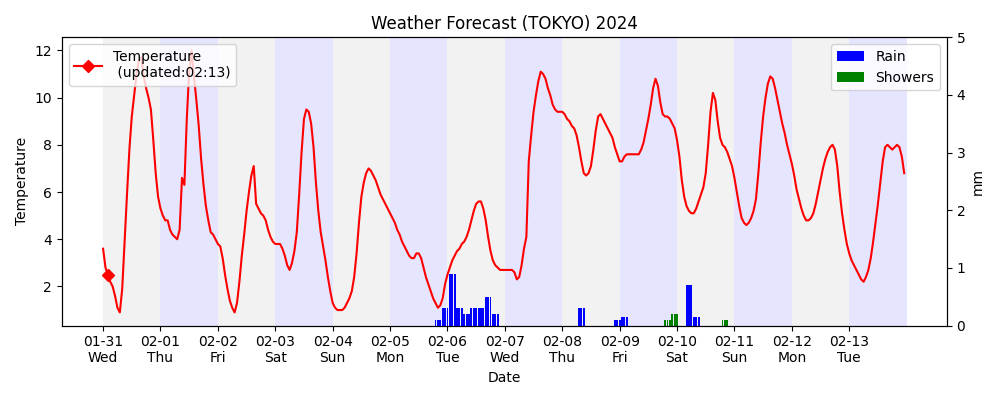 Weather Forecast (TOKYO) 2024
Temperature
(updated:02:13)
Rain
Showers
Temperature
12
10
8
6
4
2
5
4
3
2
1
0
mm
01-31 02-01 02-02 02-03 02-04 02-05 02-06 02-07 02-08 02-09 02-10 02-11 02-12 02-13
Wed Thu Fri Sat Sun Mon Tue Wed Thu Fri Sat Sun Mon Tue
Date